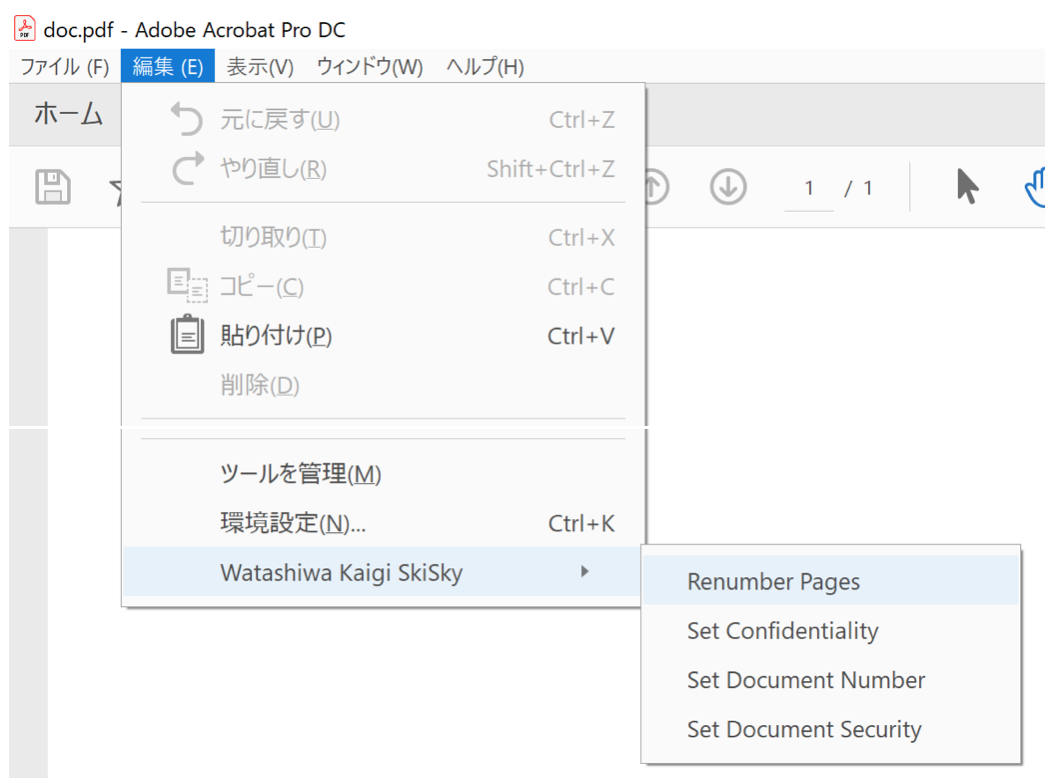 doc.pdf - Adobe Acrobat Pro DC
ファイル (F) 編集 (E) 表示(V) ウィンドウ(W) ヘルプ(H)
ホーム
元に戻す(U) Ctrl+Z
やり直し(R) Shift+Ctrl+Z
1 / 1
切り取り(T) Ctrl+X
コピー(C) Ctrl+C
貼り付け(P) Ctrl+V
削除(D)
ツールを管理(M)
環境設定(N)... Ctrl+K
Watashiwa Kaigi SkiSky
Renumber Pages
Set Confidentiality
Set Document Number
Set Document Security